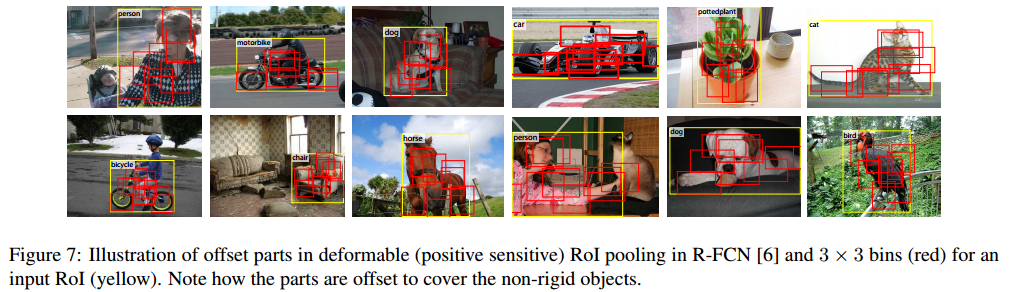 person
motorbike
dog
car
pottedplant
cat
bicycle
chair
horse
person
dog
bird
Figure 7: Illustration of offset parts in deformable (positive sensitive) RoI pooling in R-FCN [6] and 3 × 3 bins (red) for an
input RoI (yellow). Note how the parts are offset to cover the non-rigid objects.